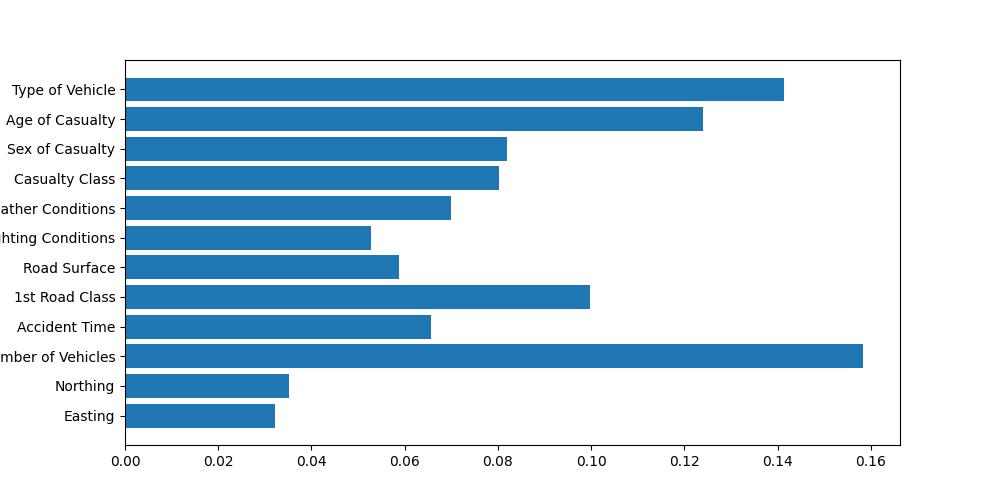 Type of Vehicle
Age of Casualty
Sex of Casualty
Casualty Class
ather Conditions
hting Conditions
Road Surface
1st Road Class
Accident Time
mber of Vehicles
Northing
Easting
0.00 0.02 0.04 0.06 0.08 0.10 0.12 0.14 0.16